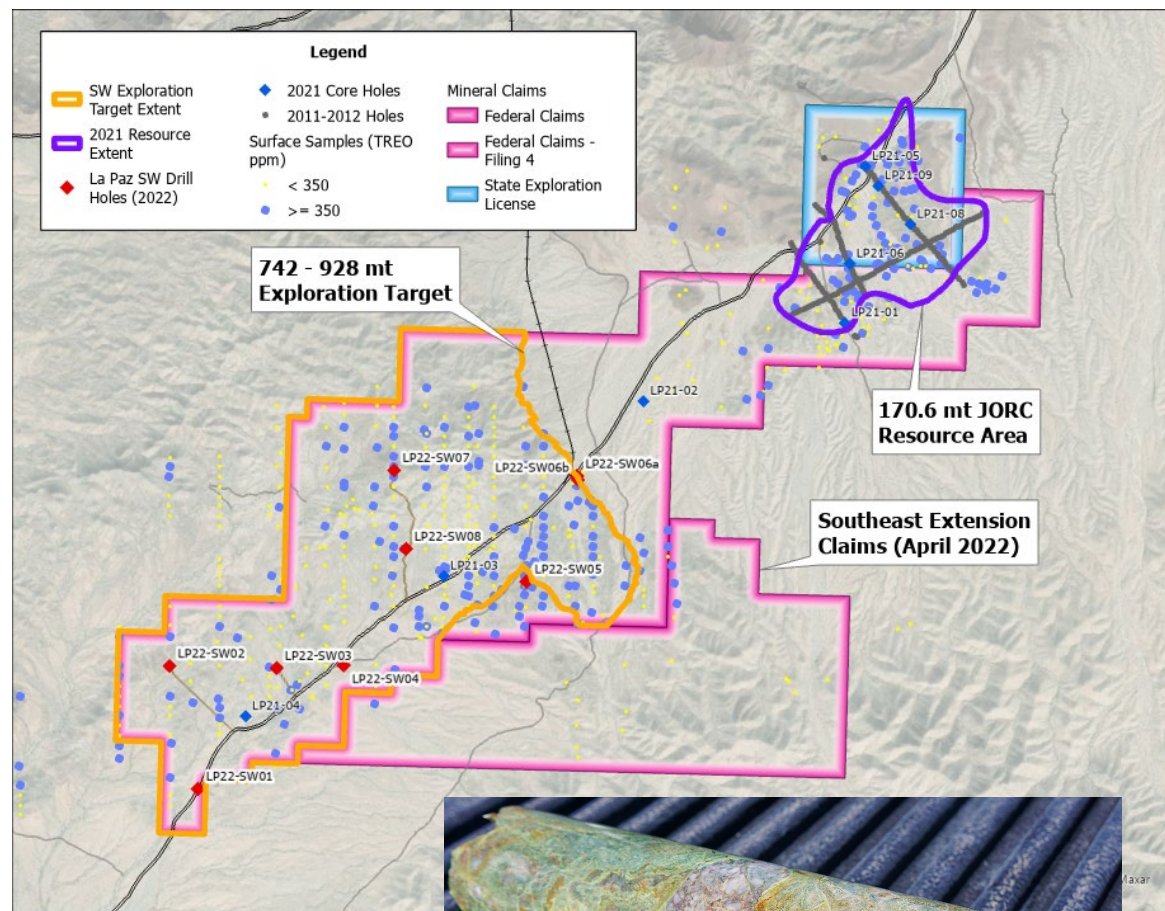 Legend
SW Exploration
Target Extent
2021 Resource
Extent
La Paz SW Drill
Holes (2022)
2021 Core Holes
2011-2012 Holes
Surface Samples (TREO
ppm)
< 350
>= 350
Mineral Claims
Federal Claims
Federal Claims -
Filing 4
State Exploration
License
LP21-05
LP21-09
LP21-08
LP21-06
LP21-01
742 - 928 mt
Exploration Target
LP21-02
170.6 mt JORC
Resource Area
LP22-SW07
LP22-SW06b
LP22-SW06a
Southeast Extension
Claims (April 2022)
LP22-SW08
LP21-03
LP22-SW05
LP22-SW02
LP22-SW03
LP22-SW04
LP21-04
LP22-SW01
Maxar